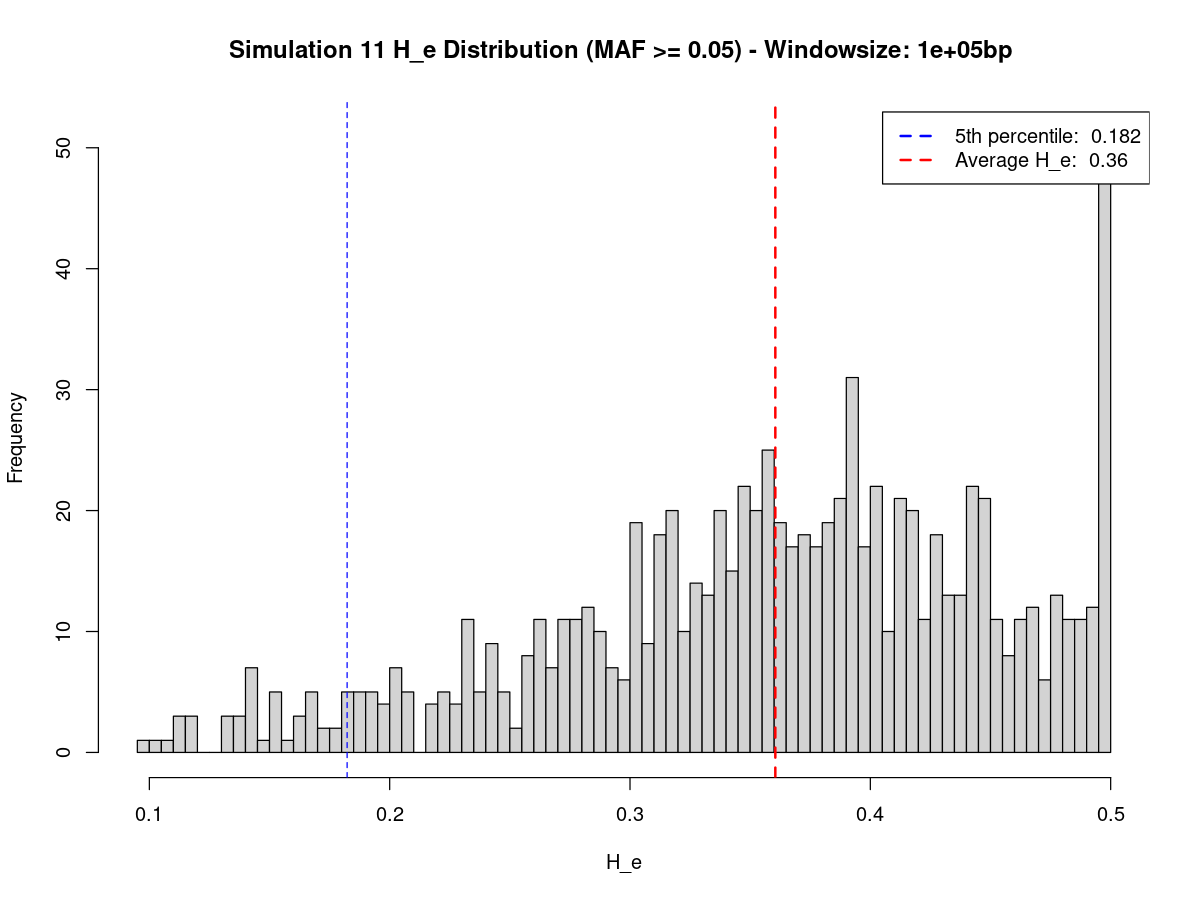 Simulation 11 H_e Distribution (MAF >= 0.05) - Windowsize: 1e+05bp
5th percentile: 0.182
Average H_e: 0.36
Frequency
50
40
30
20
10
0
0.1 0.2 0.3 0.4 0.5
H_e